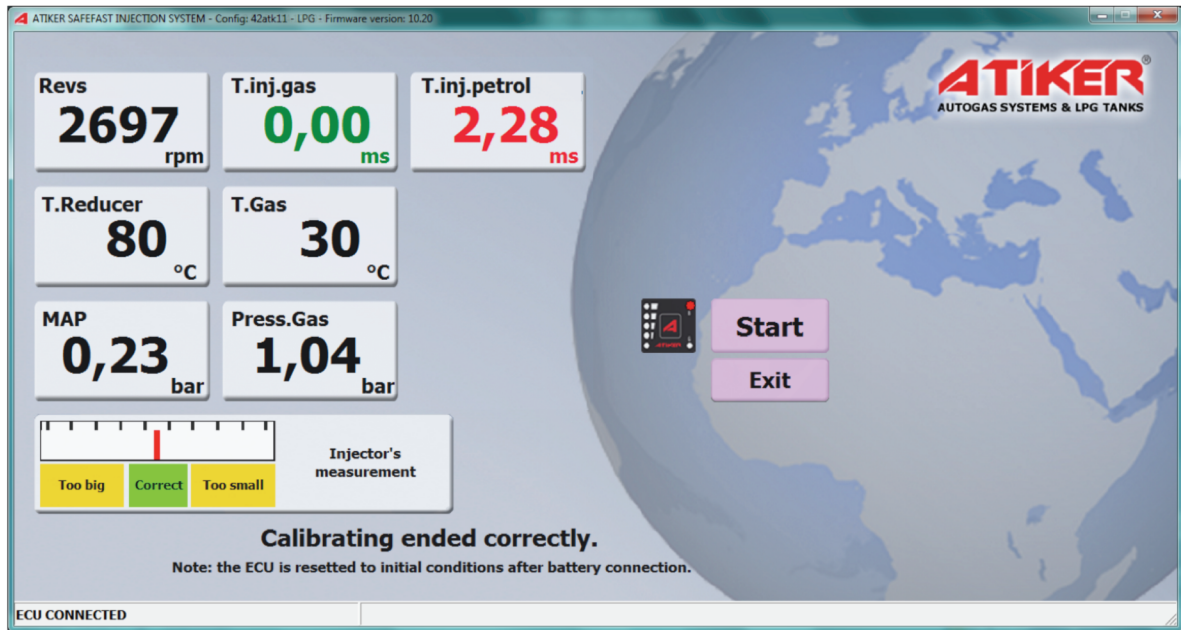 ATIKER SAFEFAST INJECTION SYSTEM - Config: 42atk11 - LPG - Firmware version: 10.20
Revs
2697
rpm
T.inj.gas
0,00
ms
T.inj.petrol
2,28
ms
ATiKER®
AUTOGAS SYSTEMS & LPG TANKS
T.Reducer
80
°C
T.Gas
30
°C
MAP
0,23
bar
Press.Gas
1,04
bar
ATIKER
Start
Exit
Too big
Correct
Too small
Injector's
measurement
Calibrating ended correctly.
Note: the ECU is resetted to initial conditions after battery connection.
ECU CONNECTED